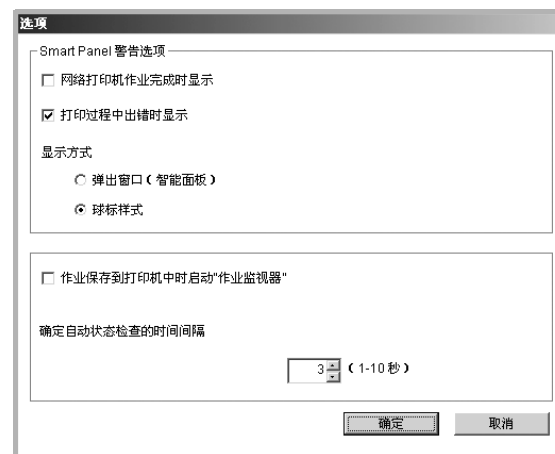 选项
Smart Panel 警告选项
网络打印机作业完成时显示
打印过程中出错时显示
显示方式
弹出窗口（智能面板）
球标样式
作业保存到打印机中时启动"作业监视器"
确定自动状态检查的时间间隔
3 （1-10 秒）
确定 取消